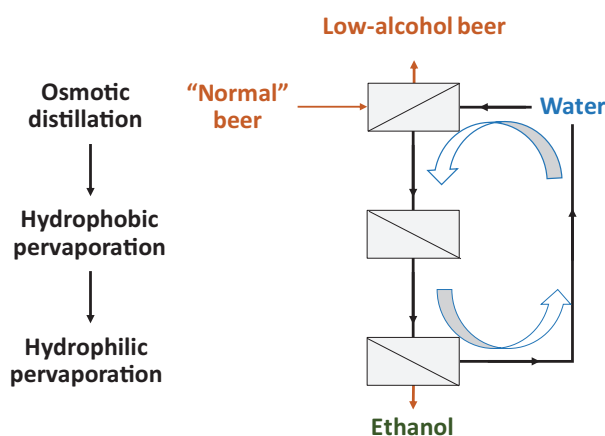 Low-alcohol beer
Osmotic
distillation
“Normal”
beer
Water
Hydrophobic
pervaporation
Hydrophilic
pervaporation
Ethanol